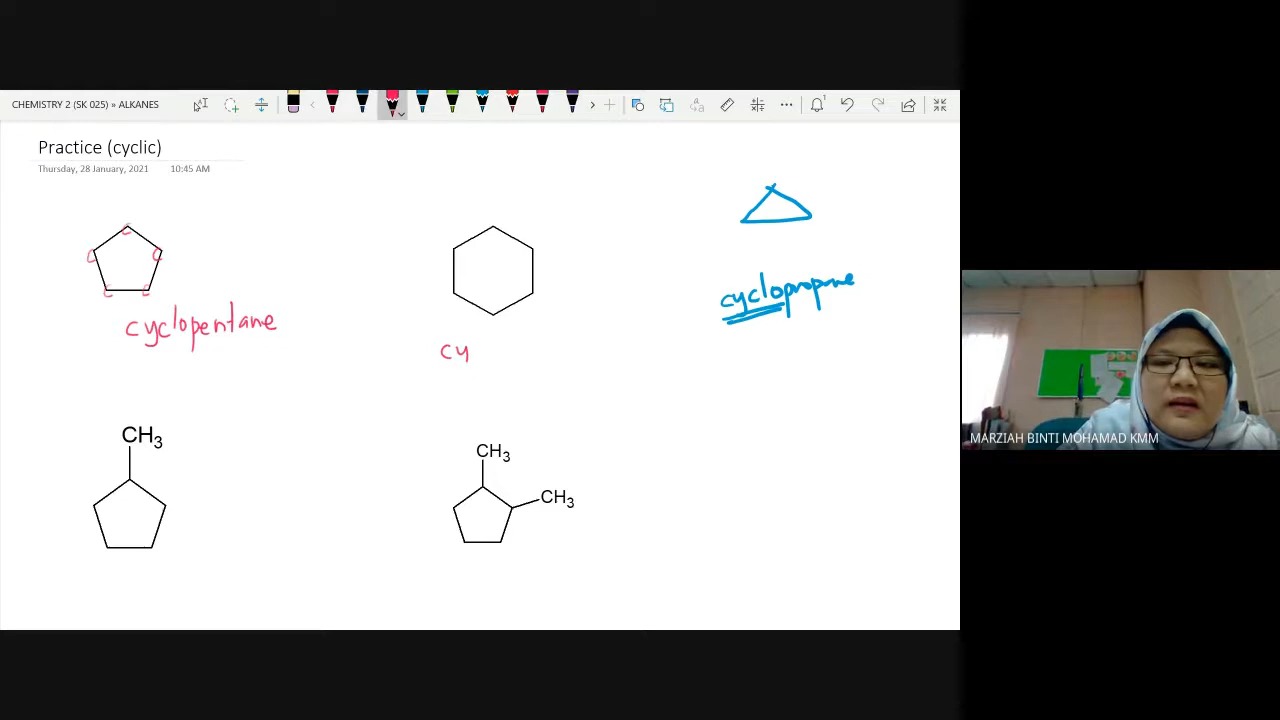 CHEMISTRY 2 (SK 025) » ALKANES
Practice (cyclic)
Thursday, 28 January, 2021 10:45 AM
C
C C
C C
cyclopentane
cy
cyclopropane
CH3
CH3
CH3
MARZIAH BINTI MOHAMAD KMM